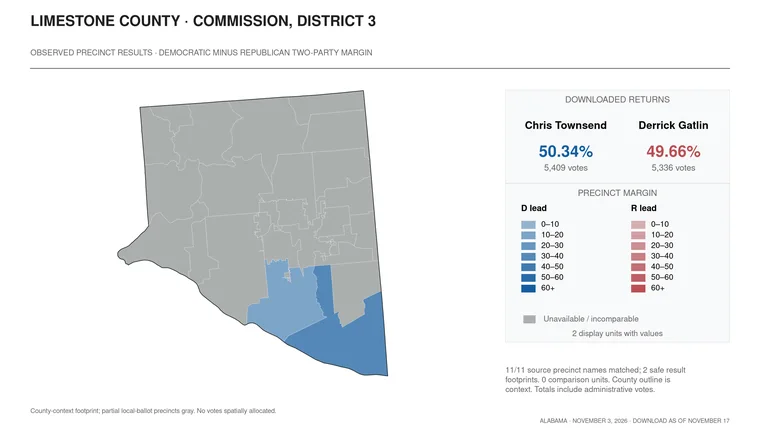 LIMESTONE COUNTY · COMMISSION, DISTRICT 3
OBSERVED PRECINCT RESULTS · DEMOCRATIC MINUS REPUBLICAN TWO-PARTY MARGIN
DOWNLOADED RETURNS
Chris Townsend Derrick Gatlin
50.34% 49.66%
5,409 votes 5,336 votes
PRECINCT MARGIN
D lead R lead
0–10 0–10
10–20 10–20
20–30 20–30
30–40 30–40
40–50 40–50
50–60 50–60
60+ 60+
Unavailable / incomparable
2 display units with values
11/11 source precinct names matched; 2 safe result
footprints. 0 comparison units. County outline is
context. Totals include administrative votes.
County-context footprint; partial local-ballot precincts gray. No votes spatially allocated.
ALABAMA · NOVEMBER 3, 2026 · DOWNLOAD AS OF NOVEMBER 17